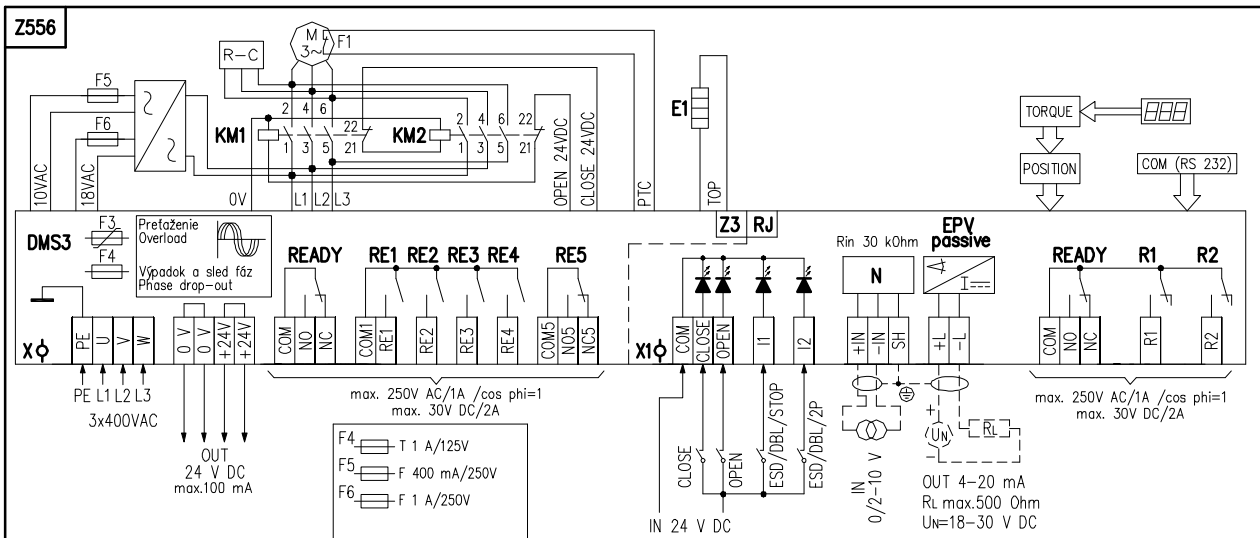 Z556
R-C
M
3~
F1
F5
F6
2 4 6
KM1
22
1 3 5
21
KM2
2 4 6 22
1 3 5 21
E1
TORQUE
POSITION
COM (RS 232)
10VAC
18VAC
0V
L1 L2 L3
OPEN 24VDC
CLOSE 24VDC
PTC
TOP
DMS3
F3
F4
Preťaženie
Overload
Výpadok a sled fáz
Phase drop-out
READY
RE1 RE2 RE3 RE4
RE5
Z3 RJ
Rin 30 kOhm
N
EPV
passive
I
READY
R1
R2
X
PE U V W
0 V 0 V +24V +24V
COM NO NC
COM1 RE1 RE2 RE3 RE4
COM5 NO5 NC5
X1
COM CLOSE OPEN I1 I2
+IN -IN SH
+L -L
COM NO NC
R1
R2
PE L1 L2 L3
3x400VAC
OUT
24 V DC
max.100 mA
max. 250V AC/1A /cos phi=1
max. 30V DC/2A
F4 T 1 A/125V
F5 F 400 mA/250V
F6 F 1 A/250V
CLOSE
OPEN
ESD/DBL/STOP
ESD/DBL/2P
IN 24 V DC
IN
0/2-10 V
+
UN
-
RL
OUT 4-20 mA
RL max.500 Ohm
UN=18-30 V DC
max. 250V AC/1A /cos phi=1
max. 30V DC/2A